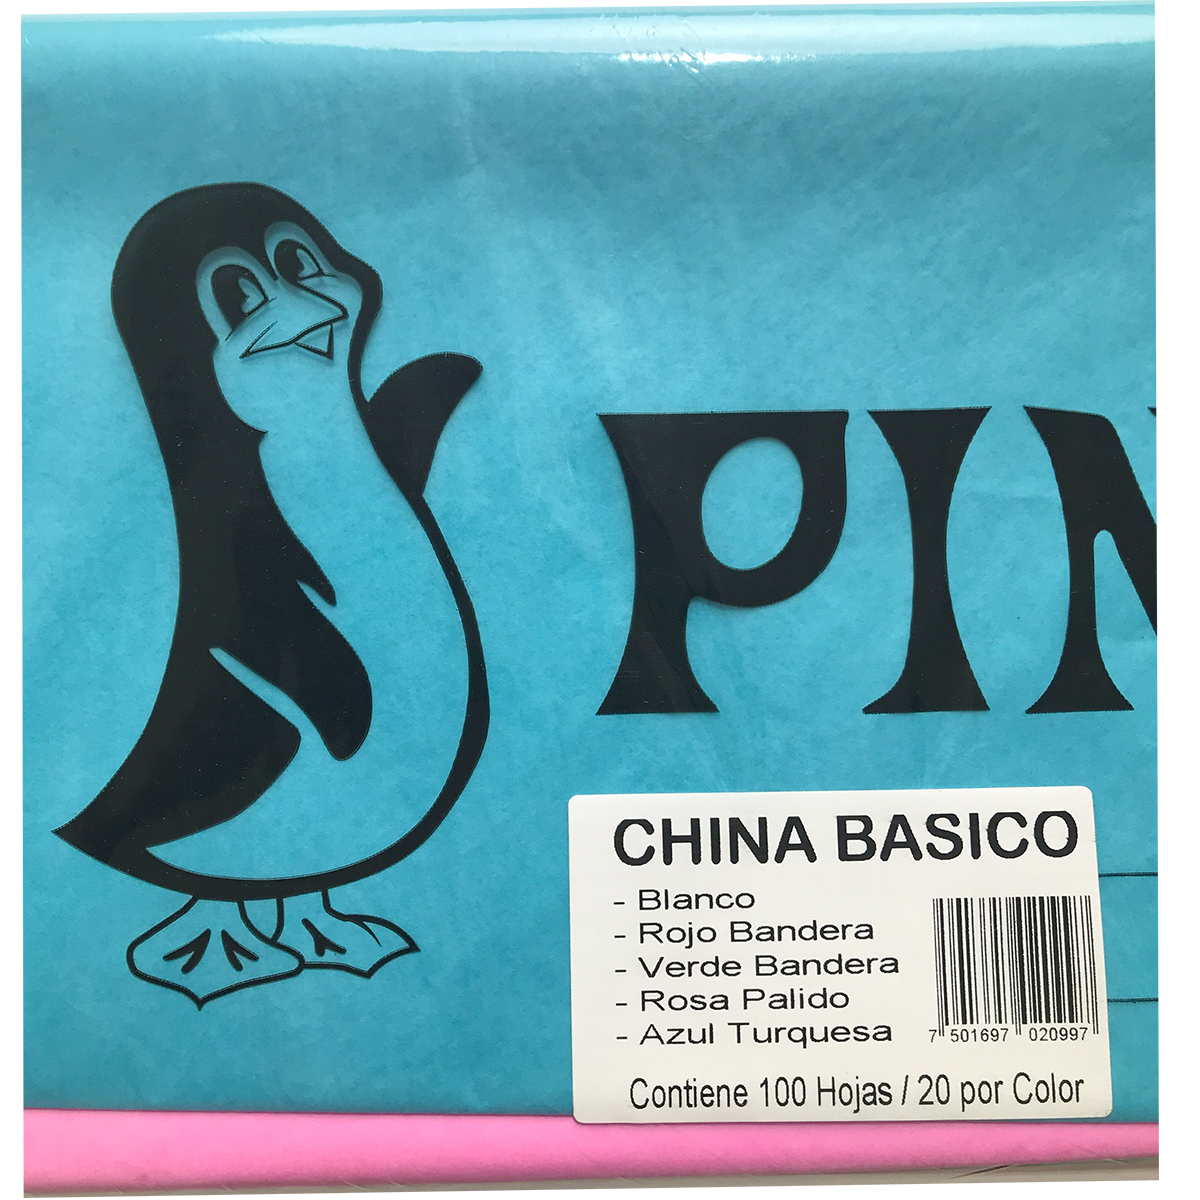 PIN
CHINA BASICO
- Blanco
- Rojo Bandera
- Verde Bandera
- Rosa Palido
- Azul Turquesa
7 501697 020997
Contiene 100 Hojas / 20 por Color